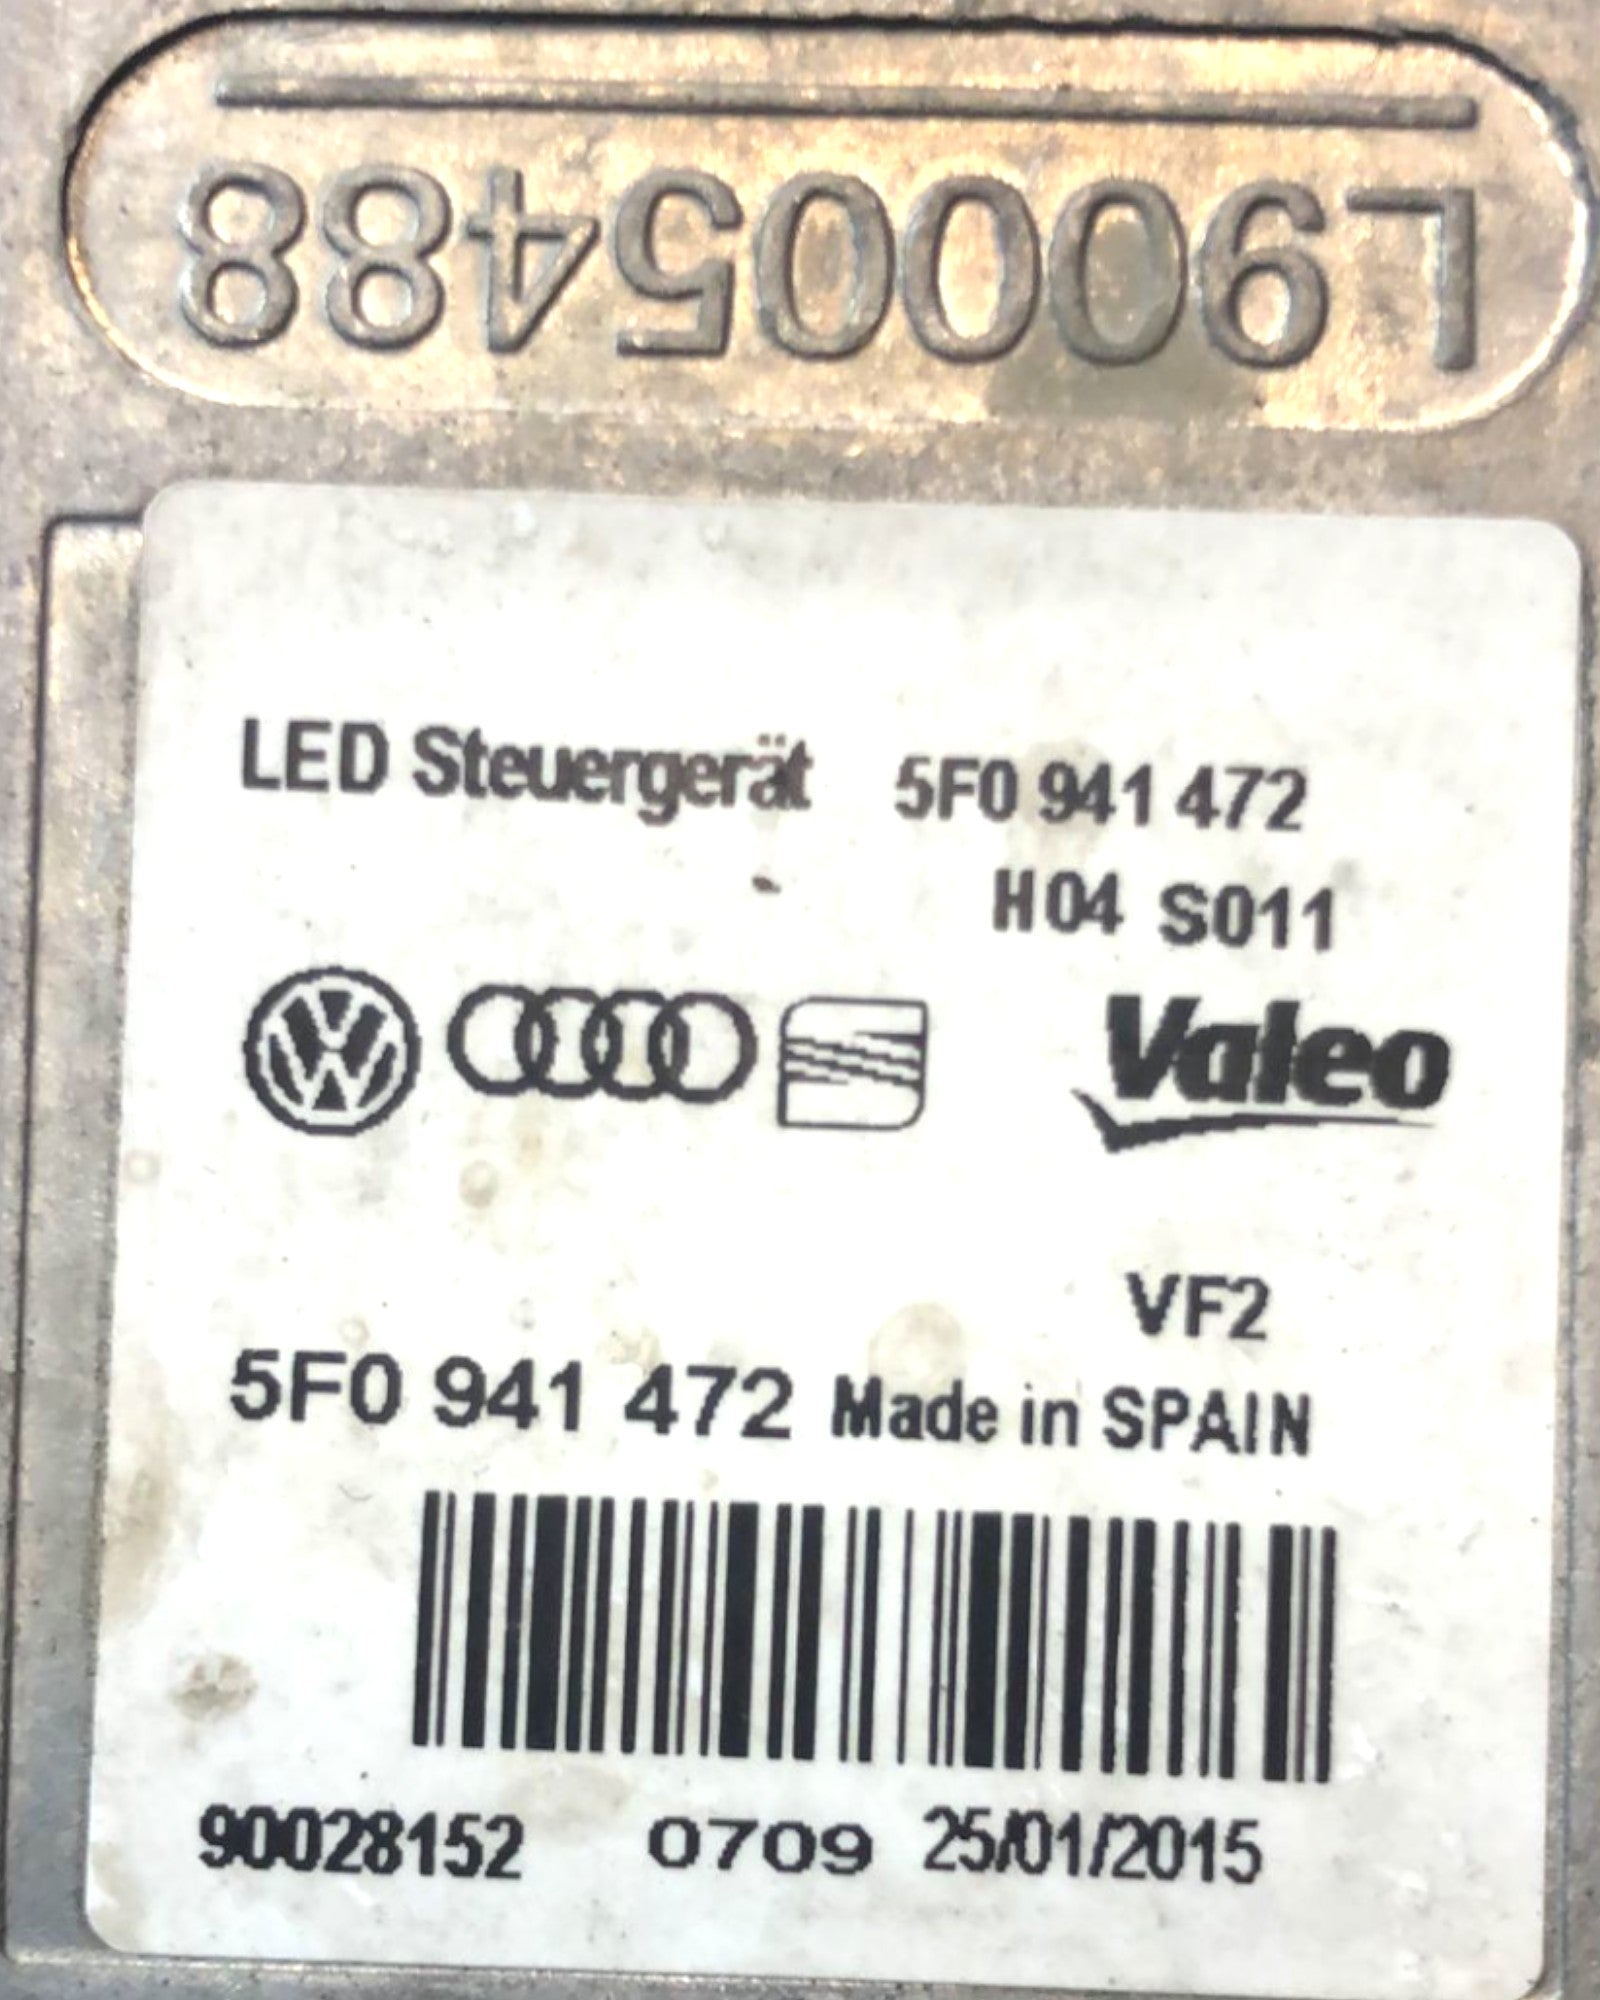 L90005488
LED Steuergerät 5F0 941 472
H04 S011
Valeo
VF2
5F0 941 472 Made in SPAIN
90028152 0709 25/01/2015